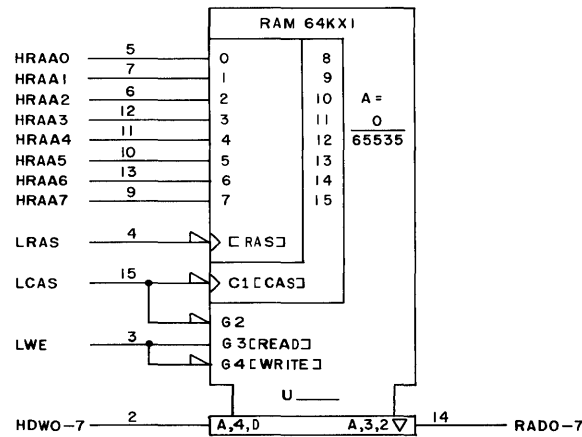 RAM 64KX1
HRAA0 5 0 8
HRAA1 7 1 9
HRAA2 6 2 10 A=
HRAA3 12 3 11 0
HRAA4 11 4 12 65535
HRAA5 10 5 13
HRAA6 13 6 14
HRAA7 9 7 15
LRAS 4 [RAS]
LCAS 15 C1[CAS]
G2
LWE 3 G3[READ]
G4[WRITE]
U____
HDWO-7 2 A,4,D A,3,2▽ 14 RADO-7